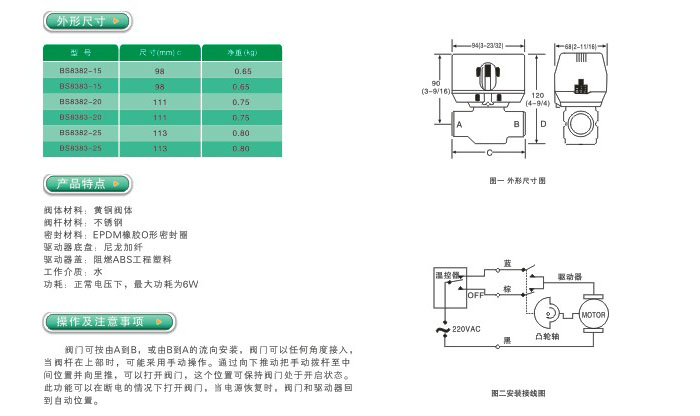 外形尺寸
型 号 尺寸(mm)c 净重(kg)
BS8382-15 98 0.65
BS8383-15 98 0.65
BS8382-20 111 0.75
BS8383-20 111 0.75
BS8382-25 113 0.80
BS8383-25 113 0.80
产品特点
阀体材料：黄铜阀体
阀杆材料：不锈钢
密封材料：EPDM橡胶O形密封圈
驱动器底盘：尼龙加纤
驱动器盖：阻燃ABS工程塑料
工作介质：水
功耗：正常电压下，最大功耗为6W
操作及注意事项
阀门可按由A到B，或由B到A的流向安装，阀门可以任何角度接入，
当阀杆在上部时，可能采用手动操作。通过向下推动把手动拨杆至中
间位置并向里推，可以打开阀门，这个位置可保持阀门处于开启状态。
此功能可以在断电的情况下打开阀门，当电源恢复时，阀门和驱动器回
到自动位置。
94(3-23/32)
68(2-11/16)
90
(3-9/16)
120
(4-9/4)
A
B
D
C
图一 外形尺寸图
蓝
温控器
驱动器
OFF
棕
220VAC
凸轮轴
MOTOR
黑
图二安装接线图